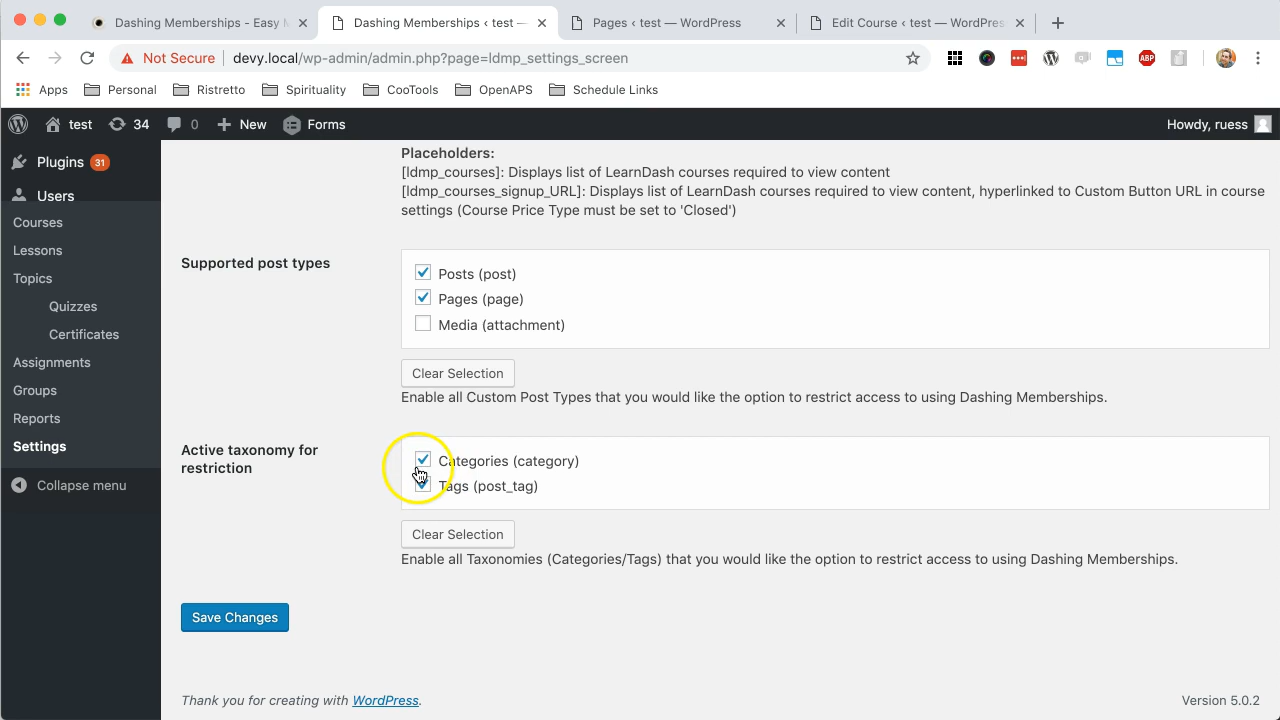 Dashing Memberships - Easy M
Dashing Memberships ‹ test —
Pages ‹ test — WordPress
Edit Course ‹ test — WordPres
Not Secure
devy.local/wp-admin/admin.php?page=ldmp_settings_screen
ABP
Apps
Personal
Ristretto
Spirituality
CooTools
OpenAPS
Schedule Links
test
34
0
New
Forms
Howdy, ruess
Plugins 31
Users
Courses
Lessons
Topics
Quizzes
Certificates
Assignments
Groups
Reports
Settings
Collapse menu
Placeholders:
[ldmp_courses]: Displays list of LearnDash courses required to view content
[ldmp_courses_signup_URL]: Displays list of LearnDash courses required to view content, hyperlinked to Custom Button URL in course
settings (Course Price Type must be set to 'Closed')
Supported post types
Posts (post)
Pages (page)
Media (attachment)
Clear Selection
Enable all Custom Post Types that you would like the option to restrict access to using Dashing Memberships.
Active taxonomy for
restriction
Categories (category)
Tags (post_tag)
Clear Selection
Enable all Taxonomies (Categories/Tags) that you would like the option to restrict access to using Dashing Memberships.
Save Changes
Thank you for creating with WordPress.
Version 5.0.2